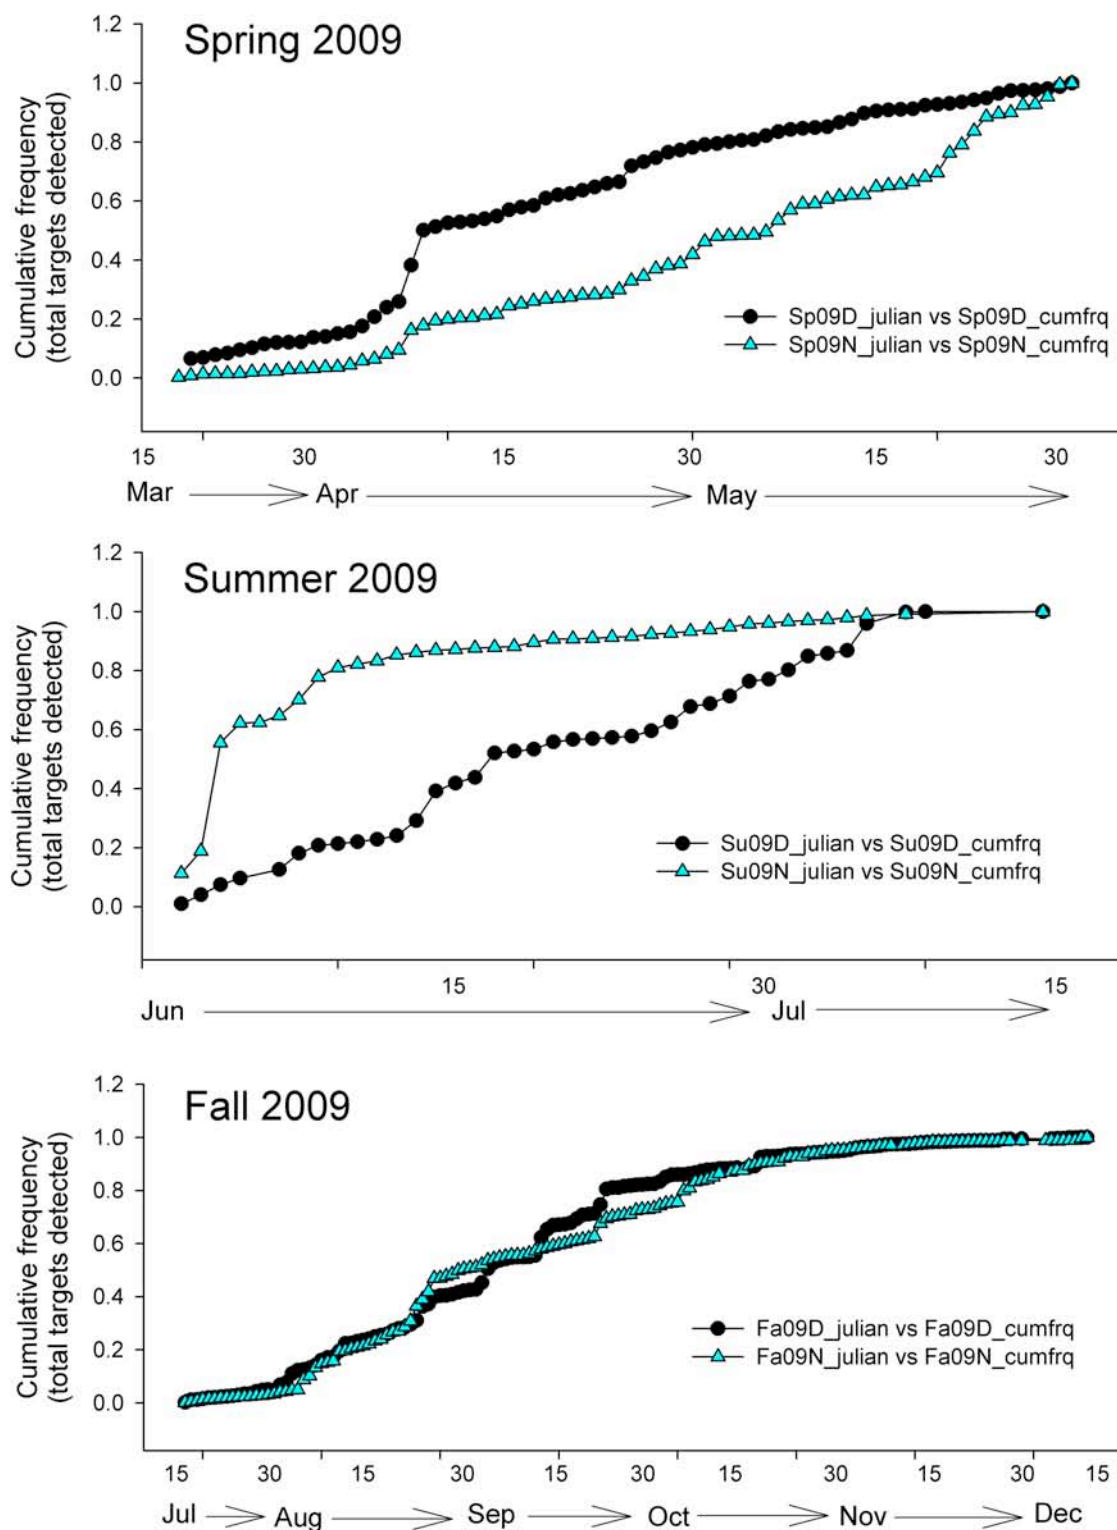 Spring 2009
Cumulative frequency
(total targets detected)
1.2
1.0
0.8
0.6
0.4
0.2
0.0
Sp09D_julian vs Sp09D_cumfrq
Sp09N_julian vs Sp09N_cumfrq
15 30 15 30 15 30
Mar Apr May
Summer 2009
Cumulative frequency
(total targets detected)
1.2
1.0
0.8
0.6
0.4
0.2
0.0
Su09D_julian vs Su09D_cumfrq
Su09N_julian vs Su09N_cumfrq
15 30 15
Jun Jul
Fall 2009
Cumulative frequency
(total targets detected)
1.2
1.0
0.8
0.6
0.4
0.2
0.0
Fa09D_julian vs Fa09D_cumfrq
Fa09N_julian vs Fa09N_cumfrq
15 30 15 30 15 30 15 30 15 30 15
Jul Aug Sep Oct Nov Dec